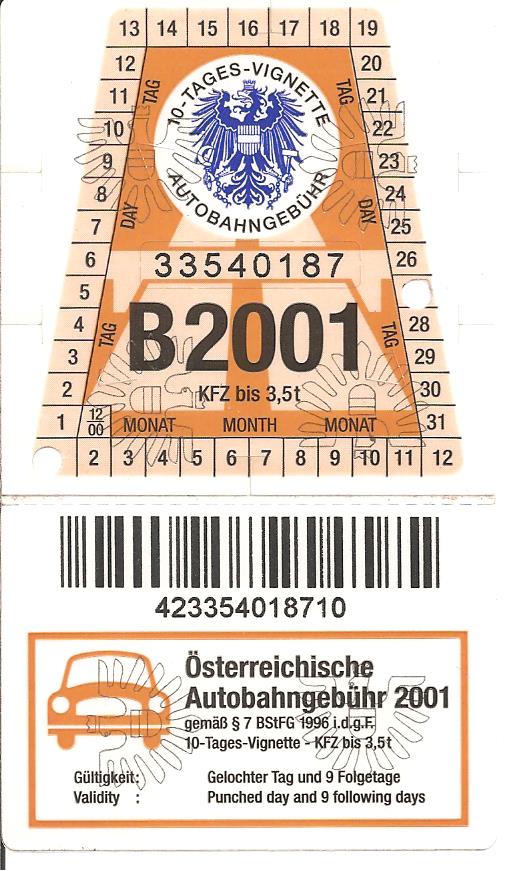 13 14 15 16 17 18 19
12 20
11 TAG 10-TAGES-VIGNETTE TAG 21
10 22
9 23
8 24
7 DAY AUTOBAHNGEBÜHR DAY 25
6 33540187 26
5
4 TAG B2001 TAG 28
3 29
2 KFZ bis 3,5t 30
1 12/00 MONAT MONTH MONAT 31
2 3 4 5 6 7 8 9 10 11 12
423354018710
Österreichische
Autobahngebühr 2001
gemäß § 7 BStFG 1996 i.d.g.F.
10-Tages-Vignette - KFZ bis 3,5t
Gültigkeit: Gelochter Tag und 9 Folgetage
Validity : Punched day and 9 following days